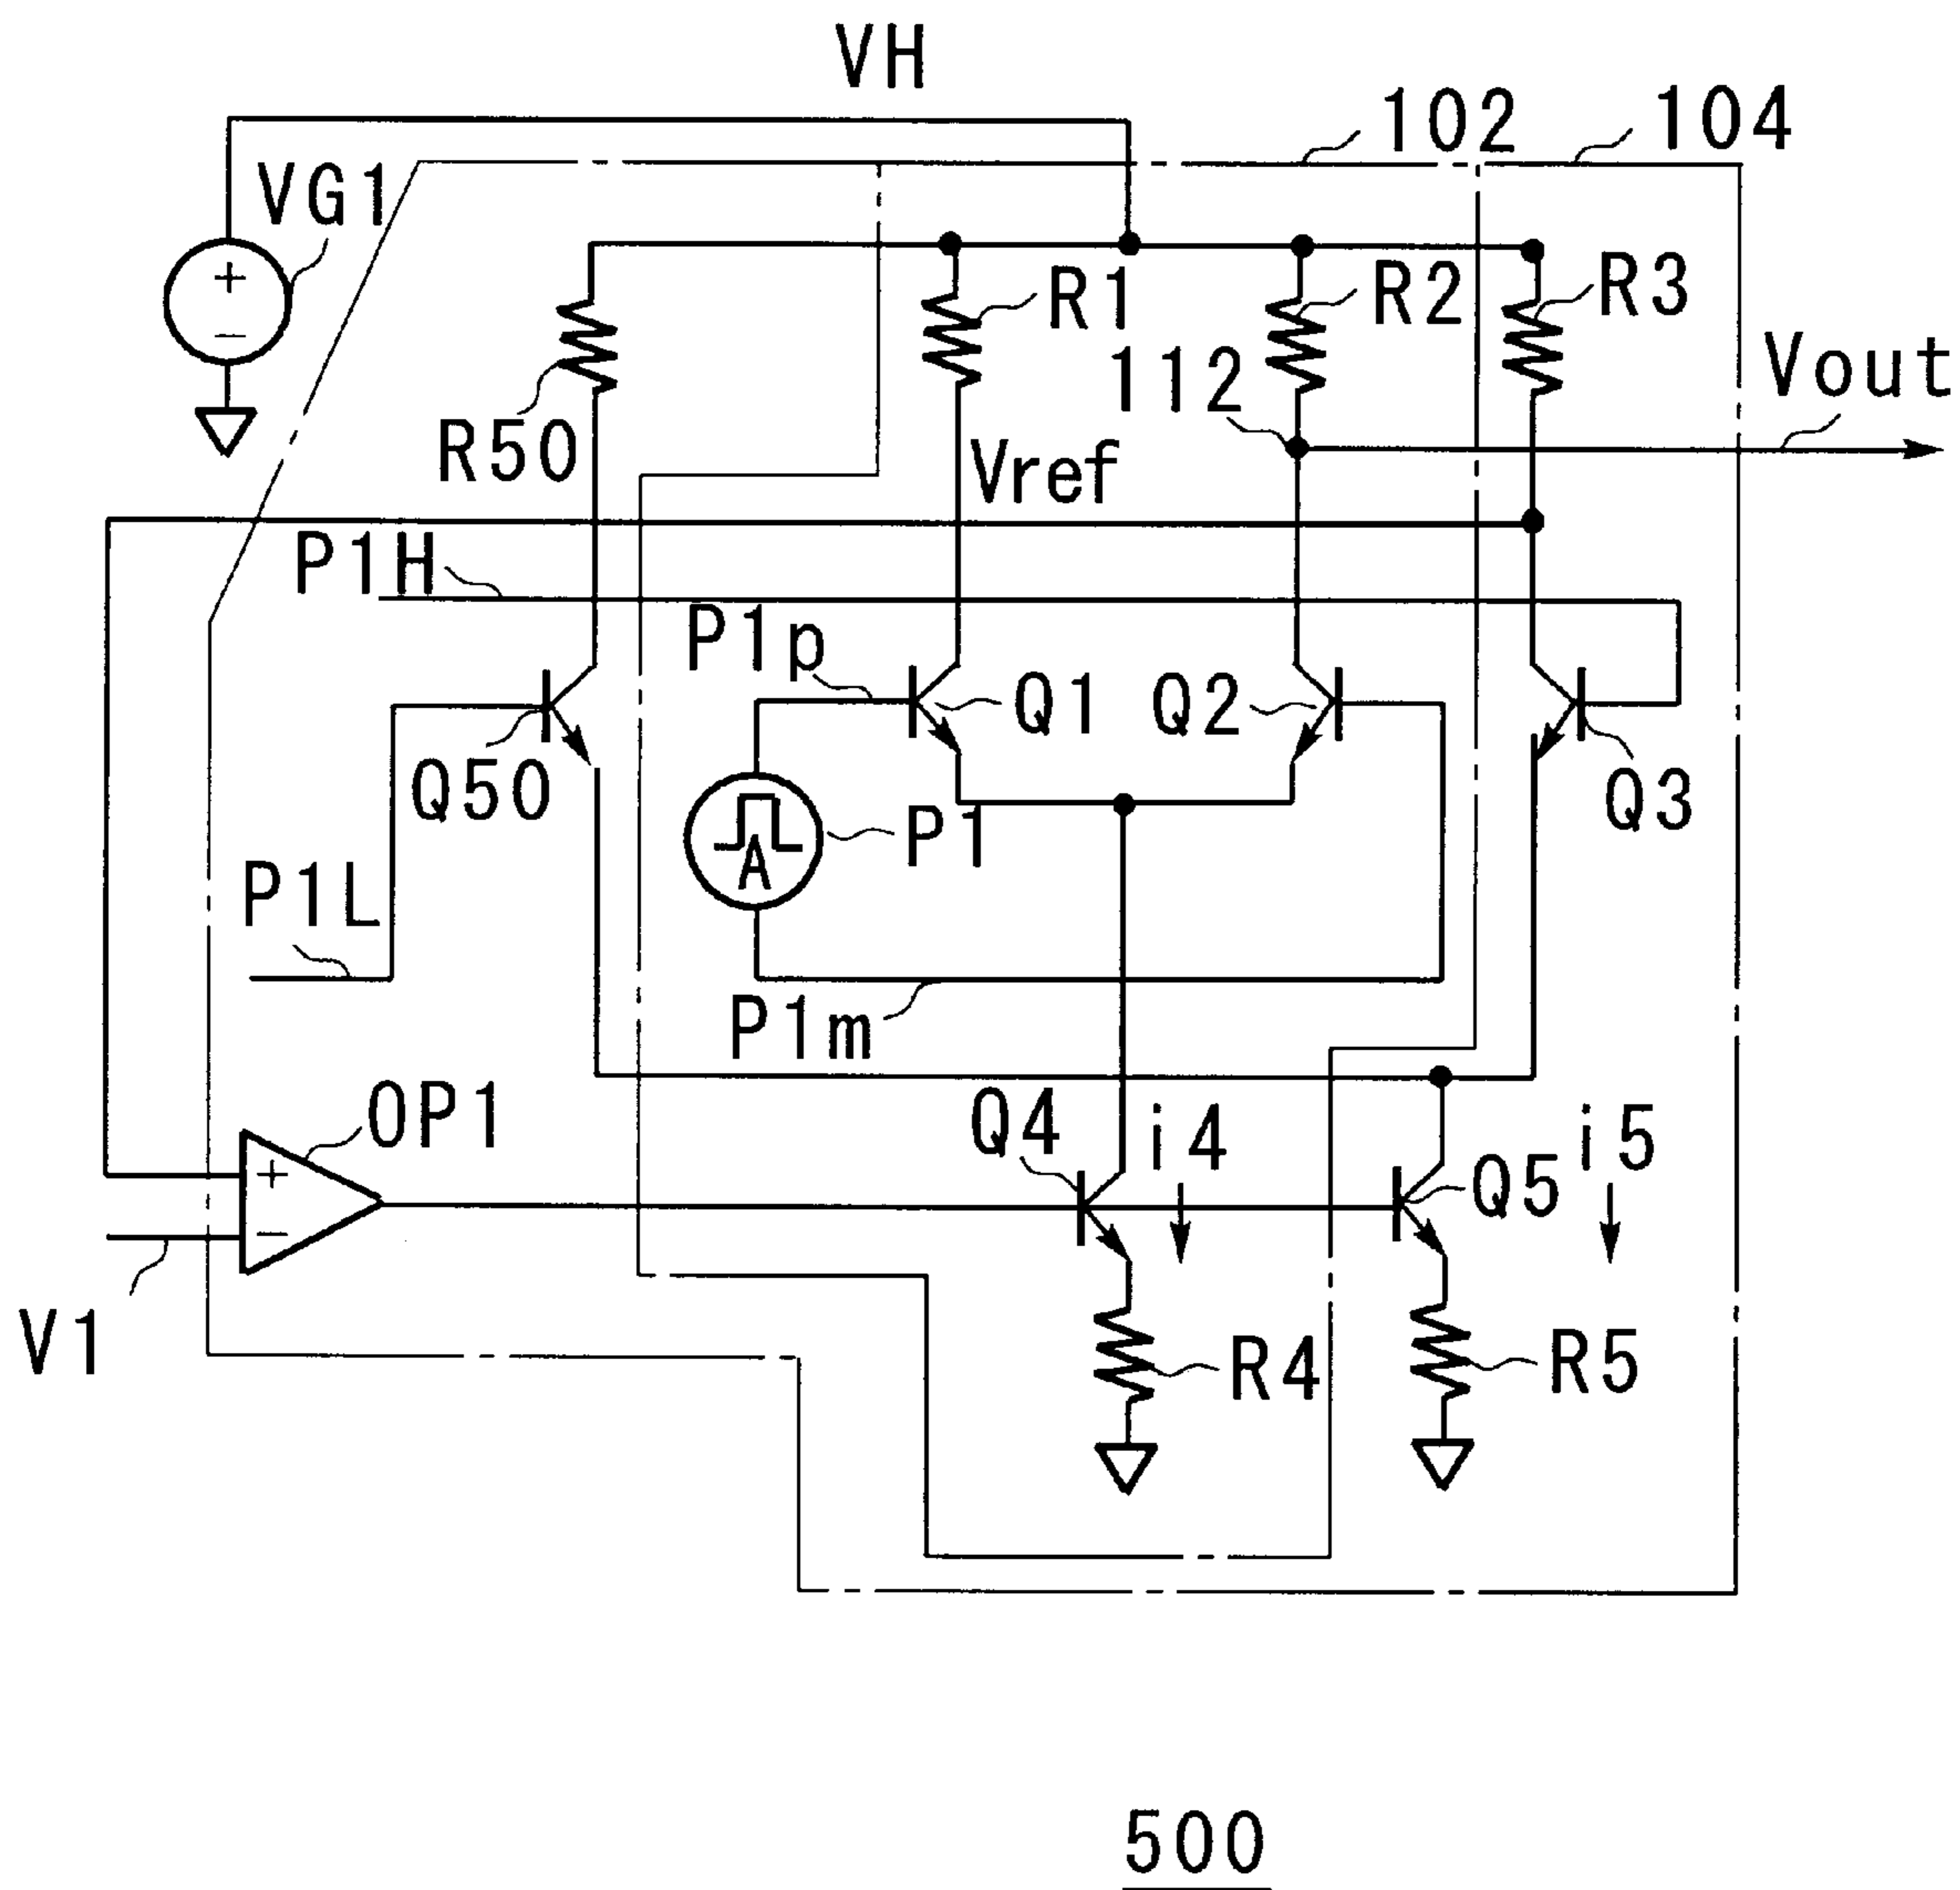 VH
102
104
VG1
+
−
R1
R2
R3
112
Vout
R50
Vref
P1H
P1p
Q1
Q2
Q50
Q3
P1
A
P1L
P1m
OP1
Q4
i4
i5
+
−
Q5
V1
R4
R5
500